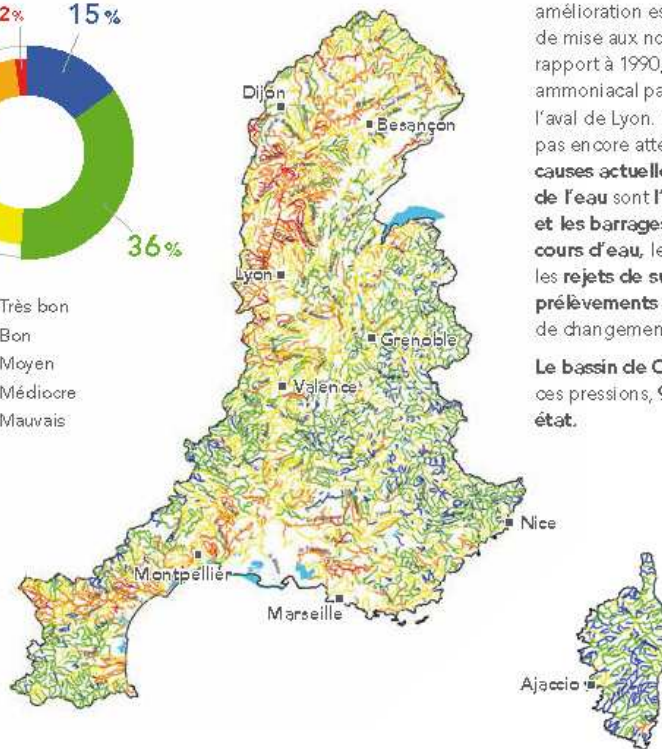 2%
15%
36%
Très bon
Bon
Moyen
Médiocre
Mauvais
Dijon
Besançon
Lyon
Grenoble
Valence
Nice
Montpellier
Marseille
Ajaccio
amélioration es
de mise aux no
rapport à 1990,
ammoniacal pa
l'aval de Lyon.
pas encore atte
causes actuelle
de l'eau sont l'
et les barrages
cours d'eau, le
les rejets de su
prélèvements
de changemen
Le bassin de C
ces pressions, 9
état.